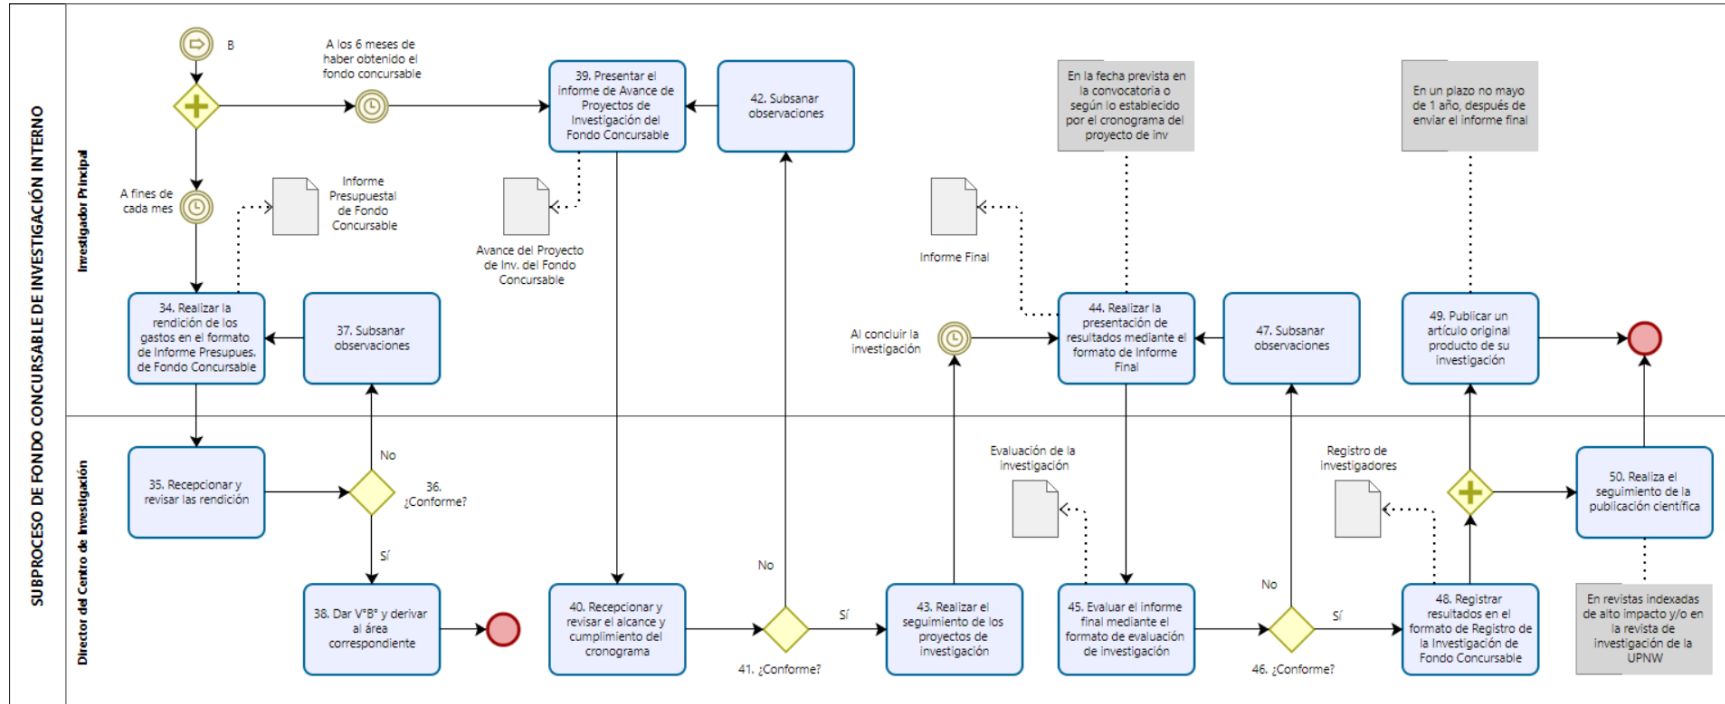 SUBPROCESO DE FONDO CONCURSABLE DE INVESTIGACIÓN INTERNO
Investigador Principal
B
A los 6 meses de
haber obtenido el
fondo concursable
39. Presentar el
informe de Avance de
Proyectos de
Investigación del
Fondo Concursable
42. Subsanar
observaciones
En la fecha prevista en
la convocatoria o
según lo establecido
por el cronograma del
proyecto de inv
En un plazo no mayo
de 1 año, después de
enviar el informe final
A fines de
cada mes
Informe
Presupuestal
de Fondo
Concursable
Avance del Proyecto
de Inv. del Fondo
Concursable
Informe Final
34. Realizar la
rendición de los
gastos en el formato
de Informe Presupues.
de Fondo Concursable
37. Subsanar
observaciones
Al concluir la
investigación
44. Realizar la
presentación de
resultados mediante el
formato de Informe
Final
47. Subsanar
observaciones
49. Publicar un
artículo original
producto de su
investigación
Director del Centro de Investigación
35. Recepcionar y
revisar las rendición
No
36.
¿Conforme?
Sí
38. Dar V°B° y derivar
al área
correspondiente
40. Recepcionar y
revisar el alcance y
cumplimiento del
cronograma
No
41. ¿Conforme?
Sí
43. Realizar el
seguimiento de los
proyectos de
investigación
Evaluación de la
investigación
45. Evaluar el informe
final mediante el
formato de evaluación
de investigación
No
46. ¿Conforme?
Sí
Registro de
investigadores
48. Registrar
resultados en el
formato de Registro de
la Investigación de
Fondo Concursable
50. Realiza el
seguimiento de la
publicación científica
En revistas indexadas
de alto impacto y/o en
la revista de
investigación de la
UPNW